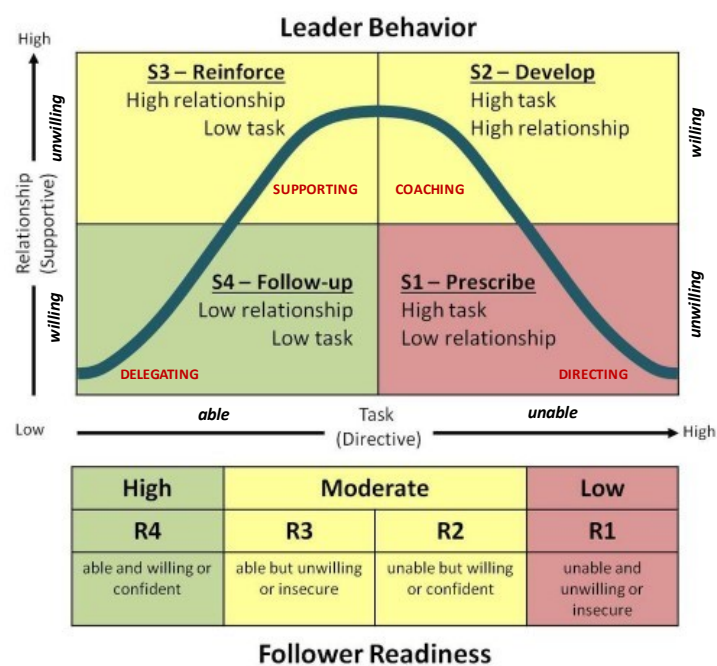 Leader Behavior
High
S3 – Reinforce
High relationship
Low task
S2 – Develop
High task
High relationship
unwilling
willing
Relationship
(Supportive)
SUPPORTING
COACHING
S4 – Follow-up
Low relationship
Low task
S1 – Prescribe
High task
Low relationship
willing
unwilling
DELEGATING
DIRECTING
able
Task
(Directive)
unable
Low
High
High
Moderate
Low
R4
R3
R2
R1
able and willing or
confident
able but unwilling
or insecure
unable but willing
or confident
unable and
unwilling or
insecure
Follower Readiness